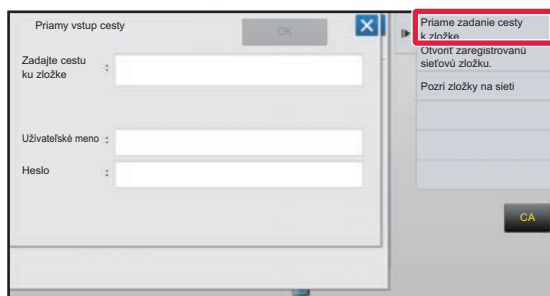 Priamy vstup cesty
OK
Zadajte cestu
ku zložke :
Užívateľské meno :
Heslo :
Priame zadanie cesty
k zložke
Otvoriť zaregistrovanú
sieťovú zložku.
Pozri zložky na sieti
CA